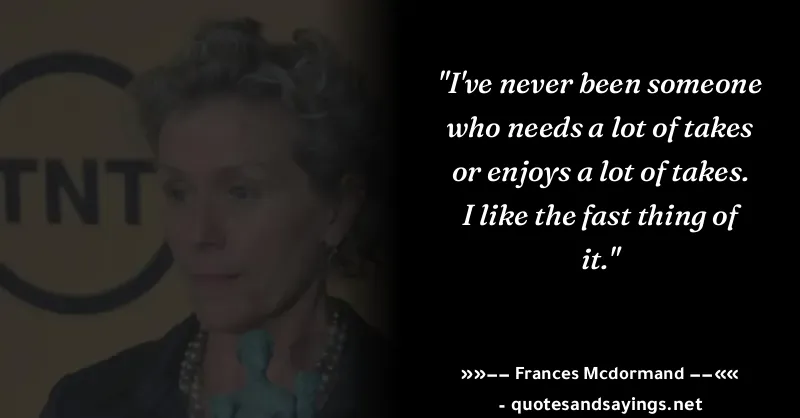 TNT
"I've never been someone
who needs a lot of takes
or enjoys a lot of takes.
I like the fast thing of
it."
»»−− Frances Mcdormand −−««
- quotesandsayings.net